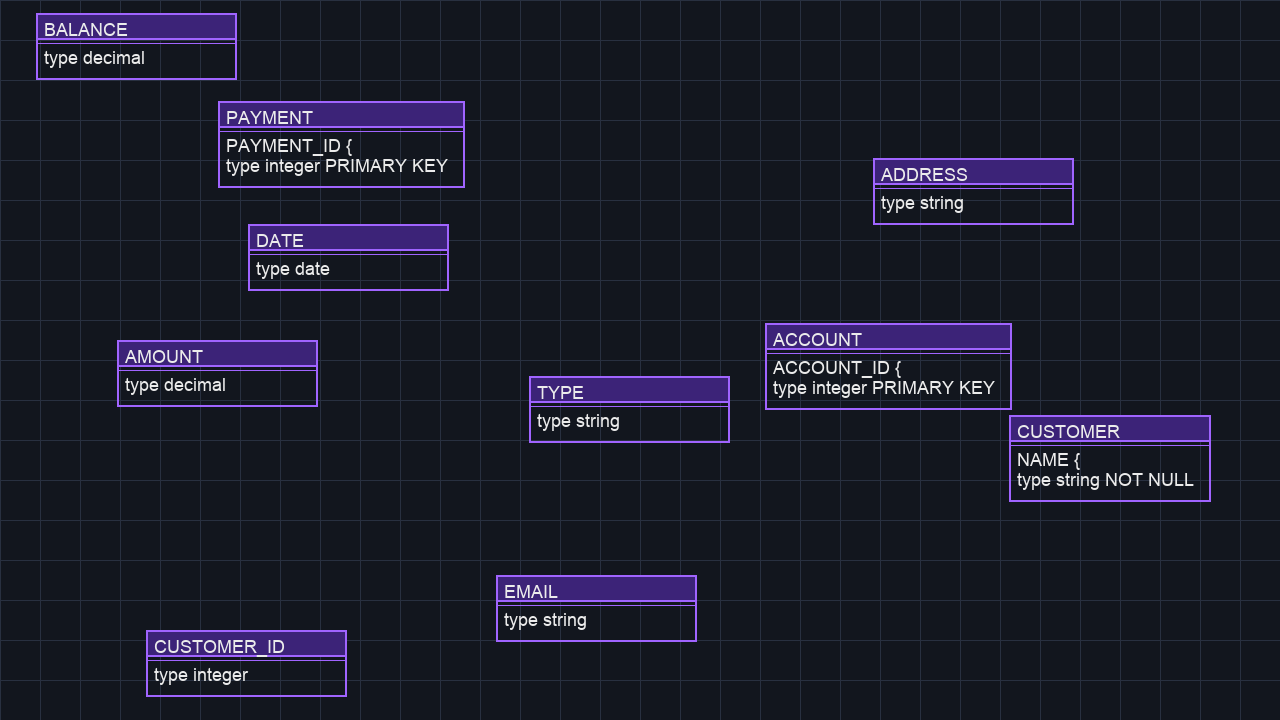 BALANCE
type decimal
PAYMENT
PAYMENT_ID {
type integer PRIMARY KEY
ADDRESS
type string
DATE
type date
ACCOUNT
ACCOUNT_ID {
type integer PRIMARY KEY
AMOUNT
type decimal
TYPE
type string
CUSTOMER
NAME {
type string NOT NULL
EMAIL
type string
CUSTOMER_ID
type integer